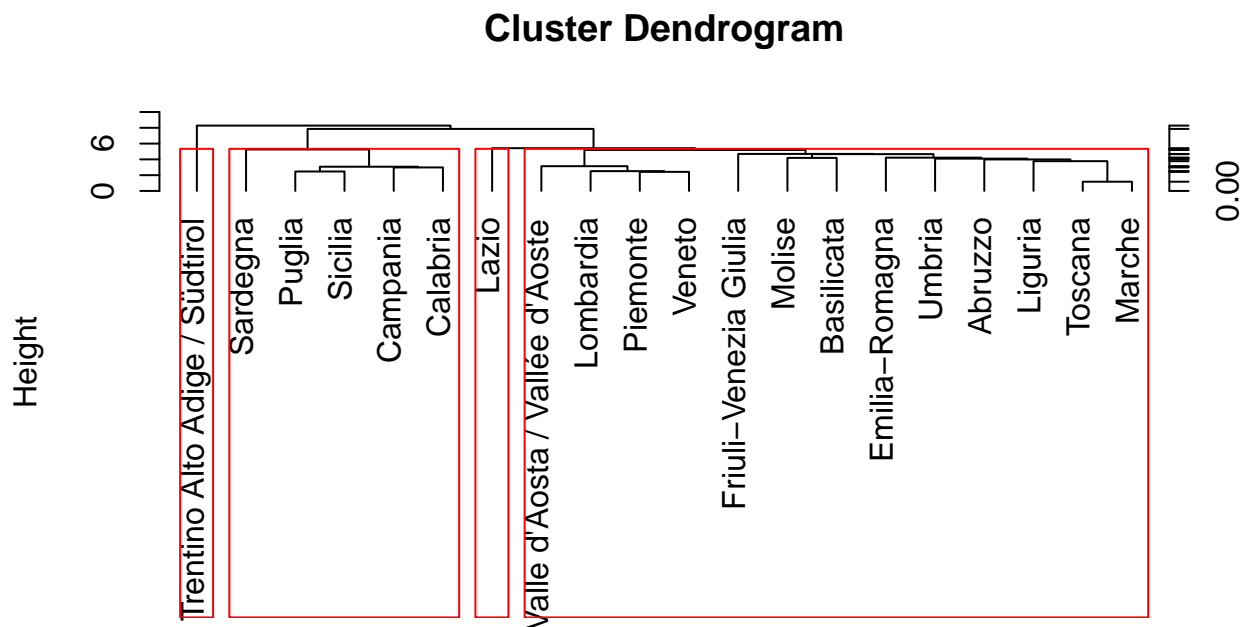 Cluster Dendrogram
Height
0
6
0.00
Trentino Alto Adige / Südtirol
Sardegna
Puglia
Sicilia
Campania
Calabria
Lazio
Valle d'Aosta / Vallée d'Aoste
Lombardia
Piemonte
Veneto
Friuli−Venezia Giulia
Molise
Basilicata
Emilia−Romagna
Umbria
Abruzzo
Liguria
Toscana
Marche